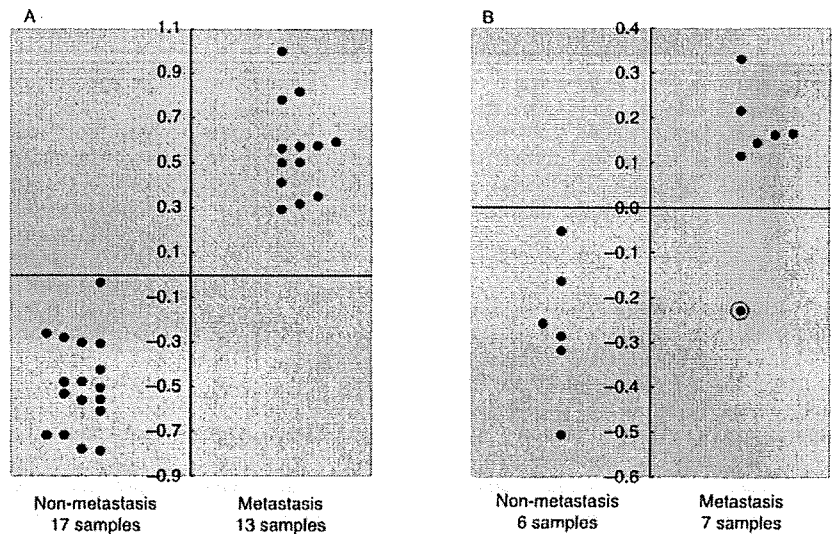 A
1.1
0.9
0.7
0.5
0.3
0.1
−0.1
−0.3
−0.5
−0.7
−0.9
Non-metastasis
17 samples
Metastasis
13 samples
B
0.4
0.3
0.2
0.1
0.0
−0.1
−0.2
−0.3
−0.4
−0.5
−0.6
Non-metastasis
6 samples
Metastasis
7 samples